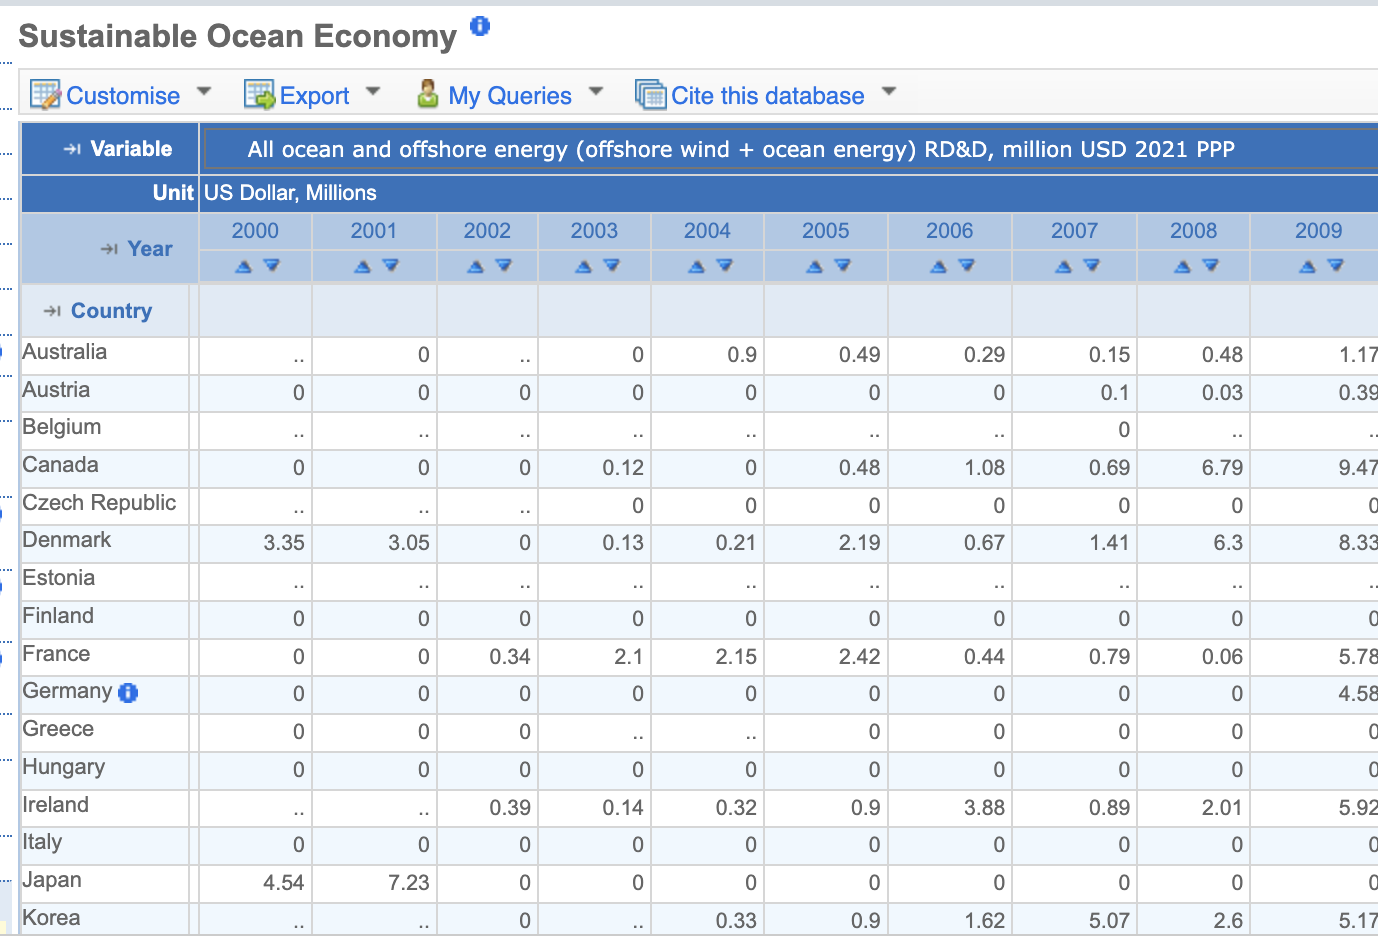 Sustainable Ocean Economy
Customise Export My Queries Cite this database
Variable All ocean and offshore energy (offshore wind + ocean energy) RD&D, million USD 2021 PPP
Unit US Dollar, Millions
Year 2000 2001 2002 2003 2004 2005 2006 2007 2008 2009
Country
Australia .. 0 .. 0 0.9 0.49 0.29 0.15 0.48 1.17
Austria 0 0 0 0 0 0 0 0.1 0.03 0.39
Belgium .. .. .. .. .. .. .. 0 .. ..
Canada 0 0 0 0.12 0 0.48 1.08 0.69 6.79 9.47
Czech Republic .. .. .. 0 0 0 0 0 0 0
Denmark 3.35 3.05 0 0.13 0.21 2.19 0.67 1.41 6.3 8.33
Estonia .. .. .. .. .. .. .. .. .. ..
Finland 0 0 0 0 0 0 0 0 0 0
France 0 0 0.34 2.1 2.15 2.42 0.44 0.79 0.06 5.78
Germany 0 0 0 0 0 0 0 0 0 4.58
Greece 0 0 0 .. .. 0 0 0 0 0
Hungary 0 0 0 0 0 0 0 0 0 0
Ireland .. .. 0.39 0.14 0.32 0.9 3.88 0.89 2.01 5.92
Italy 0 0 0 0 0 0 0 0 0 0
Japan 4.54 7.23 0 0 0 0 0 0 0 0
Korea .. .. 0 .. 0.33 0.9 1.62 5.07 2.6 5.17